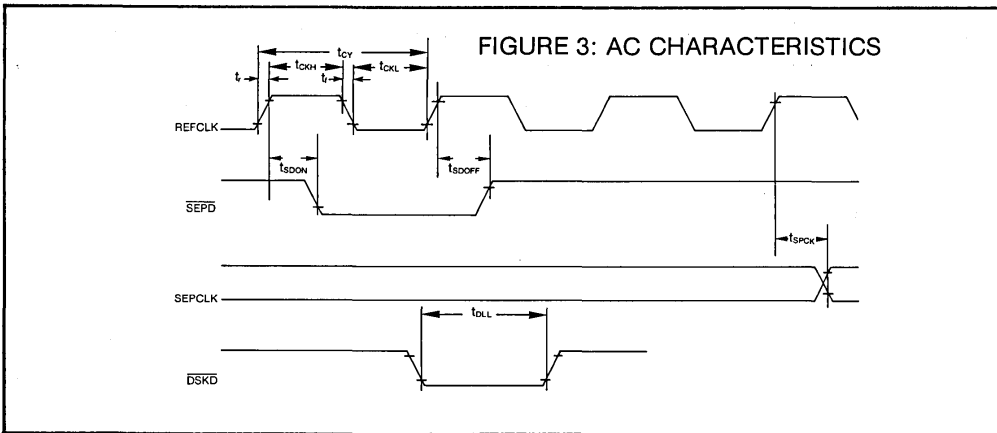 FIGURE 3: AC CHARACTERISTICS
tCY
tr tCKH tf tCKL
REFCLK
tSDON tSDOFF
SEPD
tSPCK
SEPCLK
tDLL
DSKD